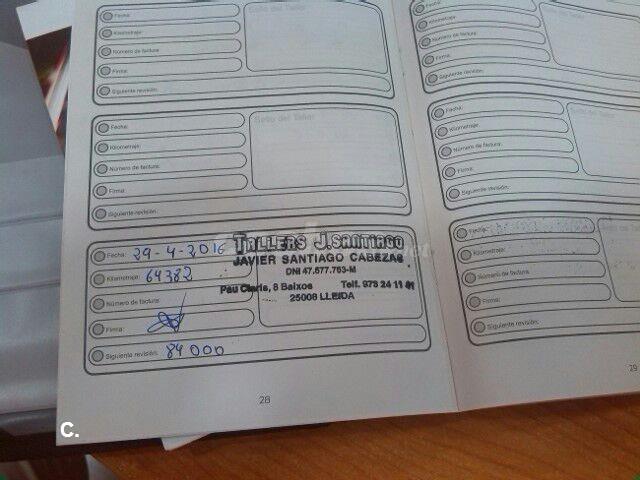 Fecha:
Kilometraje:
Número de factura:
Firma:
Siguiente revisión:
Sello del Taller
Fecha:
Kilometraje:
Número de factura:
Firma:
Siguiente revisión:
Sello del Taller
Fecha: 29-4-2016
Kilometraje: 64382
Número de factura:
Firma:
Siguiente revisión: 84000
TALLERS J.SANTIAGO
JAVIER SANTIAGO CABEZAS
DNI 47.677.763-M
Pau Claris, 8 Baixos Telf. 973 24 11 41
25008 LLEIDA
28
Fecha:
Kilometraje:
Número de factura:
Firma:
Siguiente revisión:
Fecha:
Kilometraje:
Número de factura:
Firma:
Siguiente revisión:
Fecha:
Kilometraje:
Número de factura:
Firma:
Siguiente revisión:
29
C.